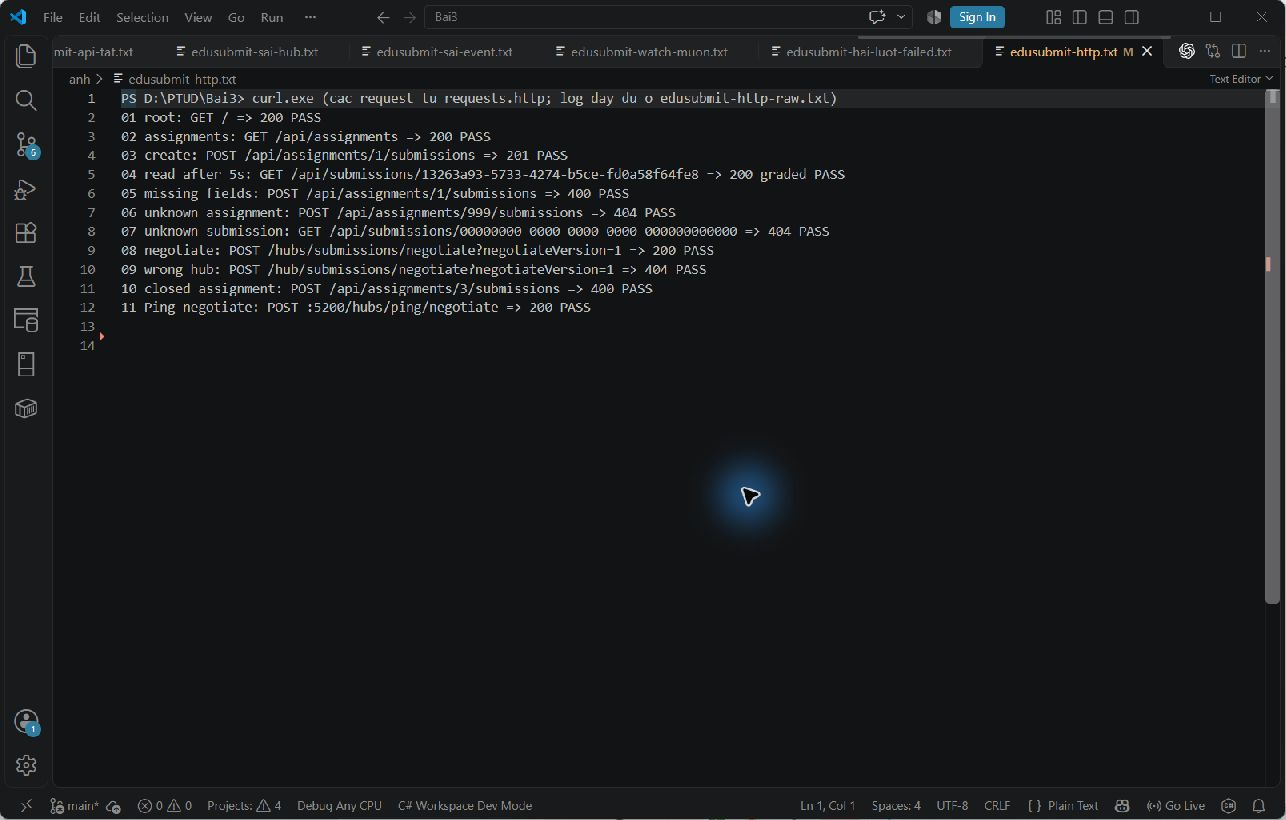 File Edit Selection View Go Run ··· Bai3 Sign In
mit-api-tat.txt edusubmit-sai-hub.txt edusubmit-sai-event.txt edusubmit-watch-muon.txt edusubmit-hai-luot-failed.txt edusubmit-http.txt M
anh > edusubmit-http.txt Text Editor
1 PS D:\PTUD\Bai3> curl.exe (cac request tu requests.http; log day du o edusubmit-http-raw.txt)
2 01 root: GET / => 200 PASS
3 02 assignments: GET /api/assignments => 200 PASS
4 03 create: POST /api/assignments/1/submissions => 201 PASS
5 04 read after 5s: GET /api/submissions/13263a93-5733-4274-b5ce-fd0a58f64fe8 => 200 graded PASS
6 05 missing fields: POST /api/assignments/1/submissions => 400 PASS
7 06 unknown assignment: POST /api/assignments/999/submissions => 404 PASS
8 07 unknown submission: GET /api/submissions/00000000-0000-0000-0000-000000000000 => 404 PASS
9 08 negotiate: POST /hubs/submissions/negotiate?negotiateVersion=1 => 200 PASS
10 09 wrong hub: POST /hub/submissions/negotiate?negotiateVersion=1 => 404 PASS
11 10 closed assignment: POST /api/assignments/3/submissions => 400 PASS
12 11 Ping negotiate: POST :5200/hubs/ping/negotiate => 200 PASS
13
14
5
1
main* 0 0 Projects: 4 Debug Any CPU C# Workspace Dev Mode Ln 1, Col 1 Spaces: 4 UTF-8 CRLF { } Plain Text Go Live